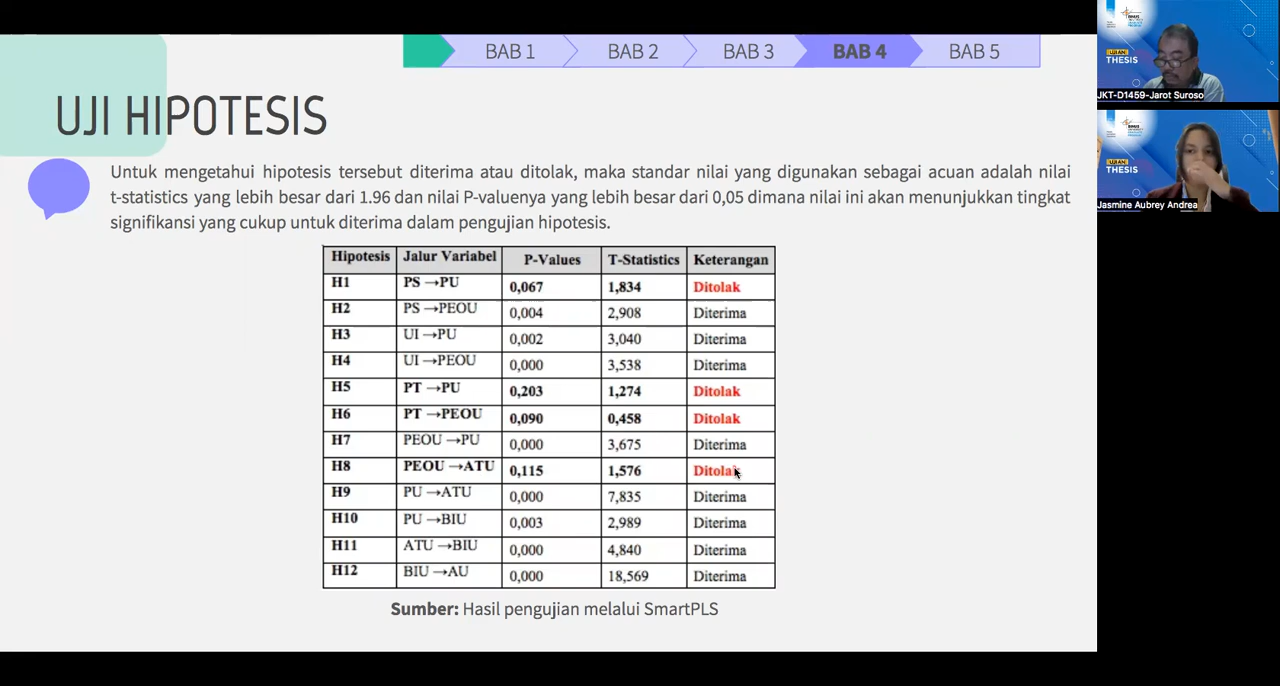 BAB 1 BAB 2 BAB 3 BAB 4 BAB 5
UJI HIPOTESIS
Untuk mengetahui hipotesis tersebut diterima atau ditolak, maka standar nilai yang digunakan sebagai acuan adalah nilai
t-statistics yang lebih besar dari 1.96 dan nilai P-valuenya yang lebih besar dari 0,05 dimana nilai ini akan menunjukkan tingkat
signifikansi yang cukup untuk diterima dalam pengujian hipotesis.
Hipotesis Jalur Variabel P-Values T-Statistics Keterangan
H1 PS →PU 0,067 1,834 Ditolak
H2 PS →PEOU 0,004 2,908 Diterima
H3 UI →PU 0,002 3,040 Diterima
H4 UI →PEOU 0,000 3,538 Diterima
H5 PT →PU 0,203 1,274 Ditolak
H6 PT →PEOU 0,090 0,458 Ditolak
H7 PEOU →PU 0,000 3,675 Diterima
H8 PEOU →ATU 0,115 1,576 Ditolak
H9 PU →ATU 0,000 7,835 Diterima
H10 PU →BIU 0,003 2,989 Diterima
H11 ATU →BIU 0,000 4,840 Diterima
H12 BIU →AU 0,000 18,569 Diterima
Sumber: Hasil pengujian melalui SmartPLS
UJIAN
THESIS
JKT-D1459-Jarot Suroso
UJIAN
THESIS
Jasmine Aubrey Andrea